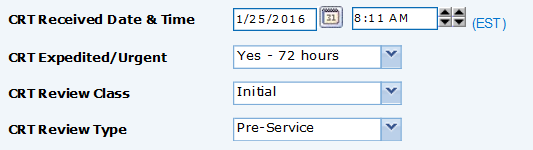 CRT Received Date & Time 1/25/2016 31 8:11 AM (EST)
CRT Expedited/Urgent Yes - 72 hours
CRT Review Class Initial
CRT Review Type Pre-Service